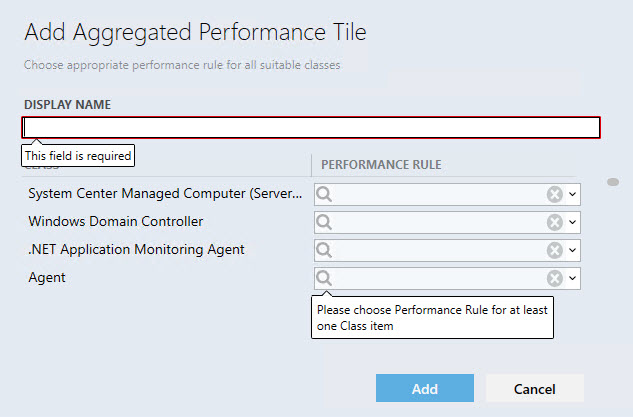 Add Aggregated Performance Tile
Choose appropriate performance rule for all suitable classes
DISPLAY NAME
This field is required
PERFORMANCE RULE
System Center Managed Computer (Server...
Windows Domain Controller
.NET Application Monitoring Agent
Agent
Please choose Performance Rule for at least
one Class item
Add
Cancel